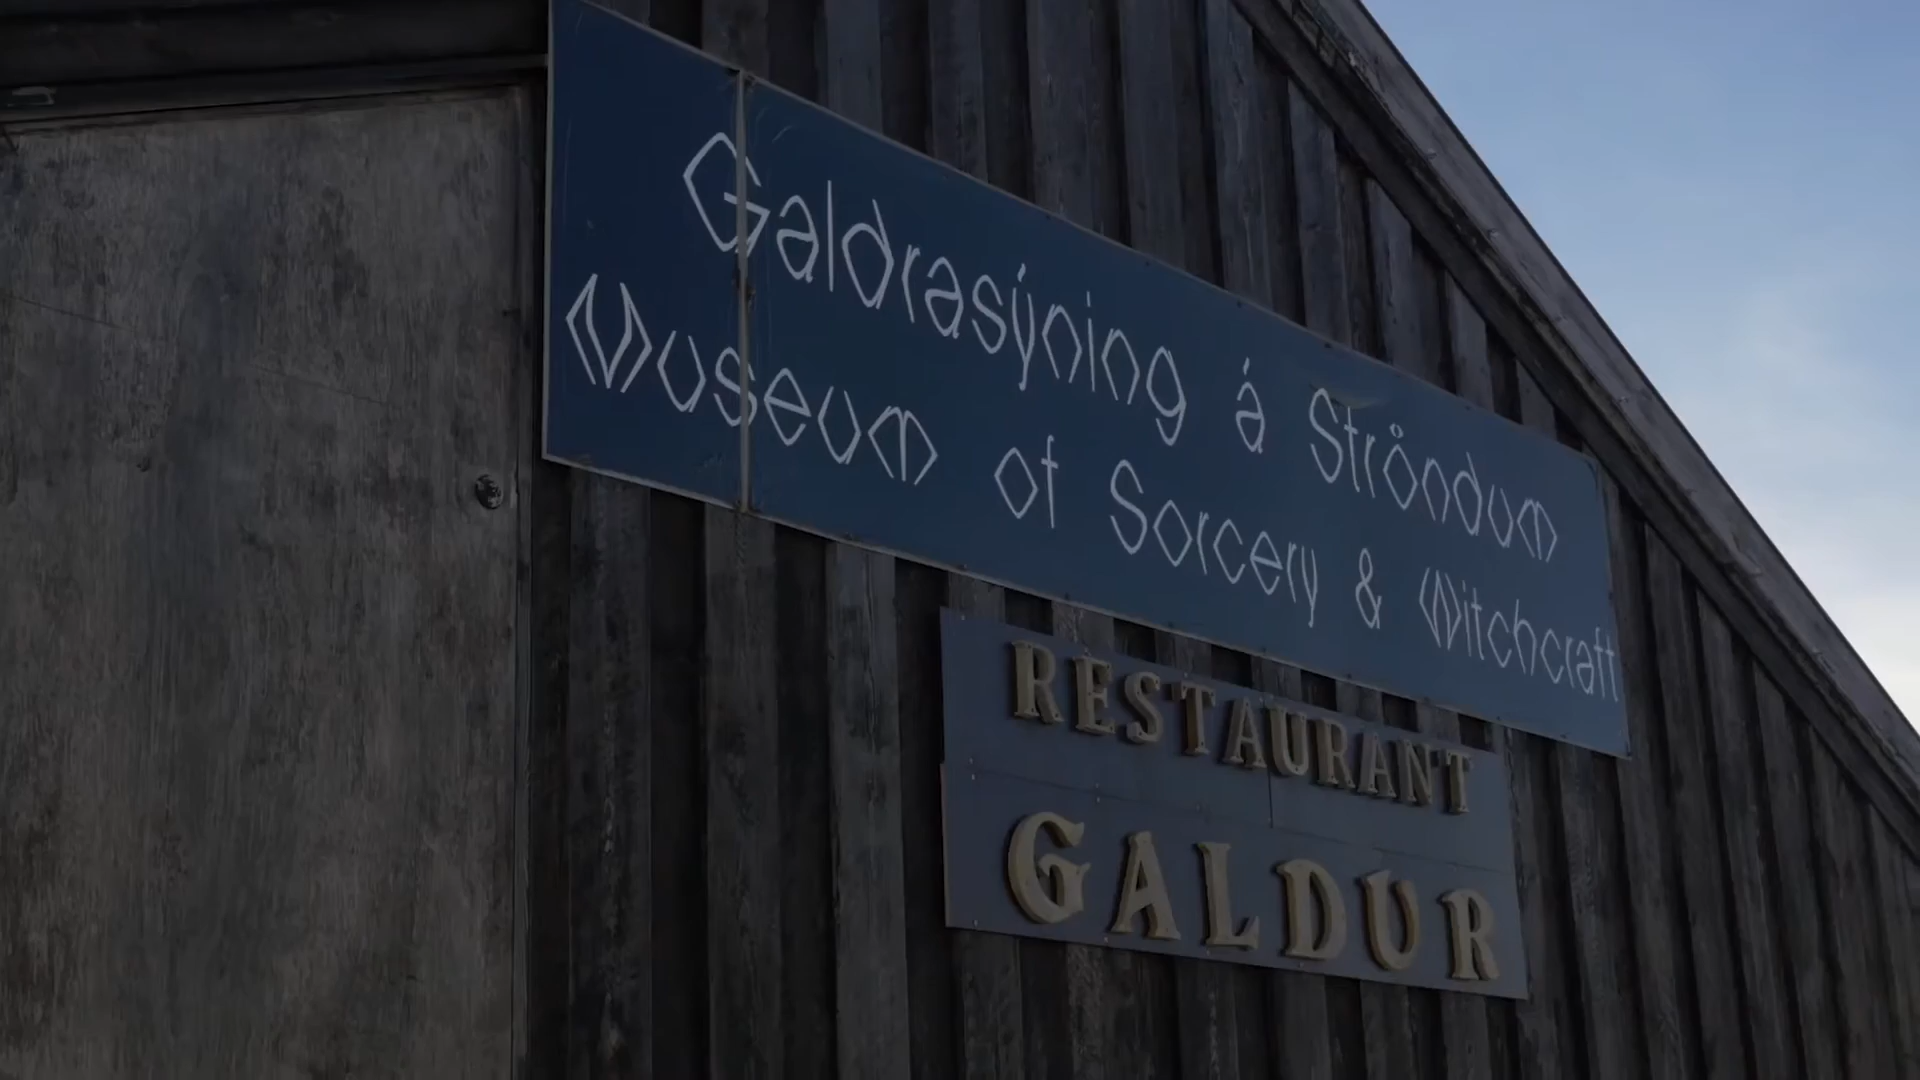 Galdrasýning á Ströndum
Museum of Sorcery & Witchcraft
RESTAURANT
GALDUR